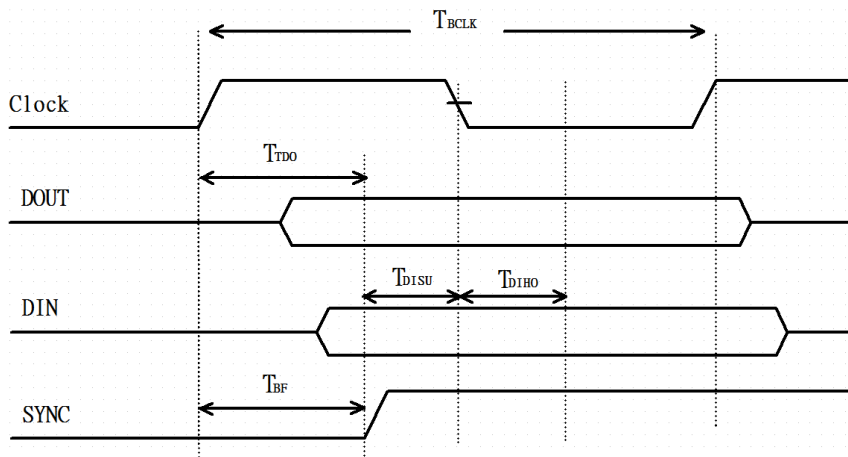 TBCLK
Clock
TTDO
DOUT
TDISU
TDIHO
DIN
TBF
SYNC